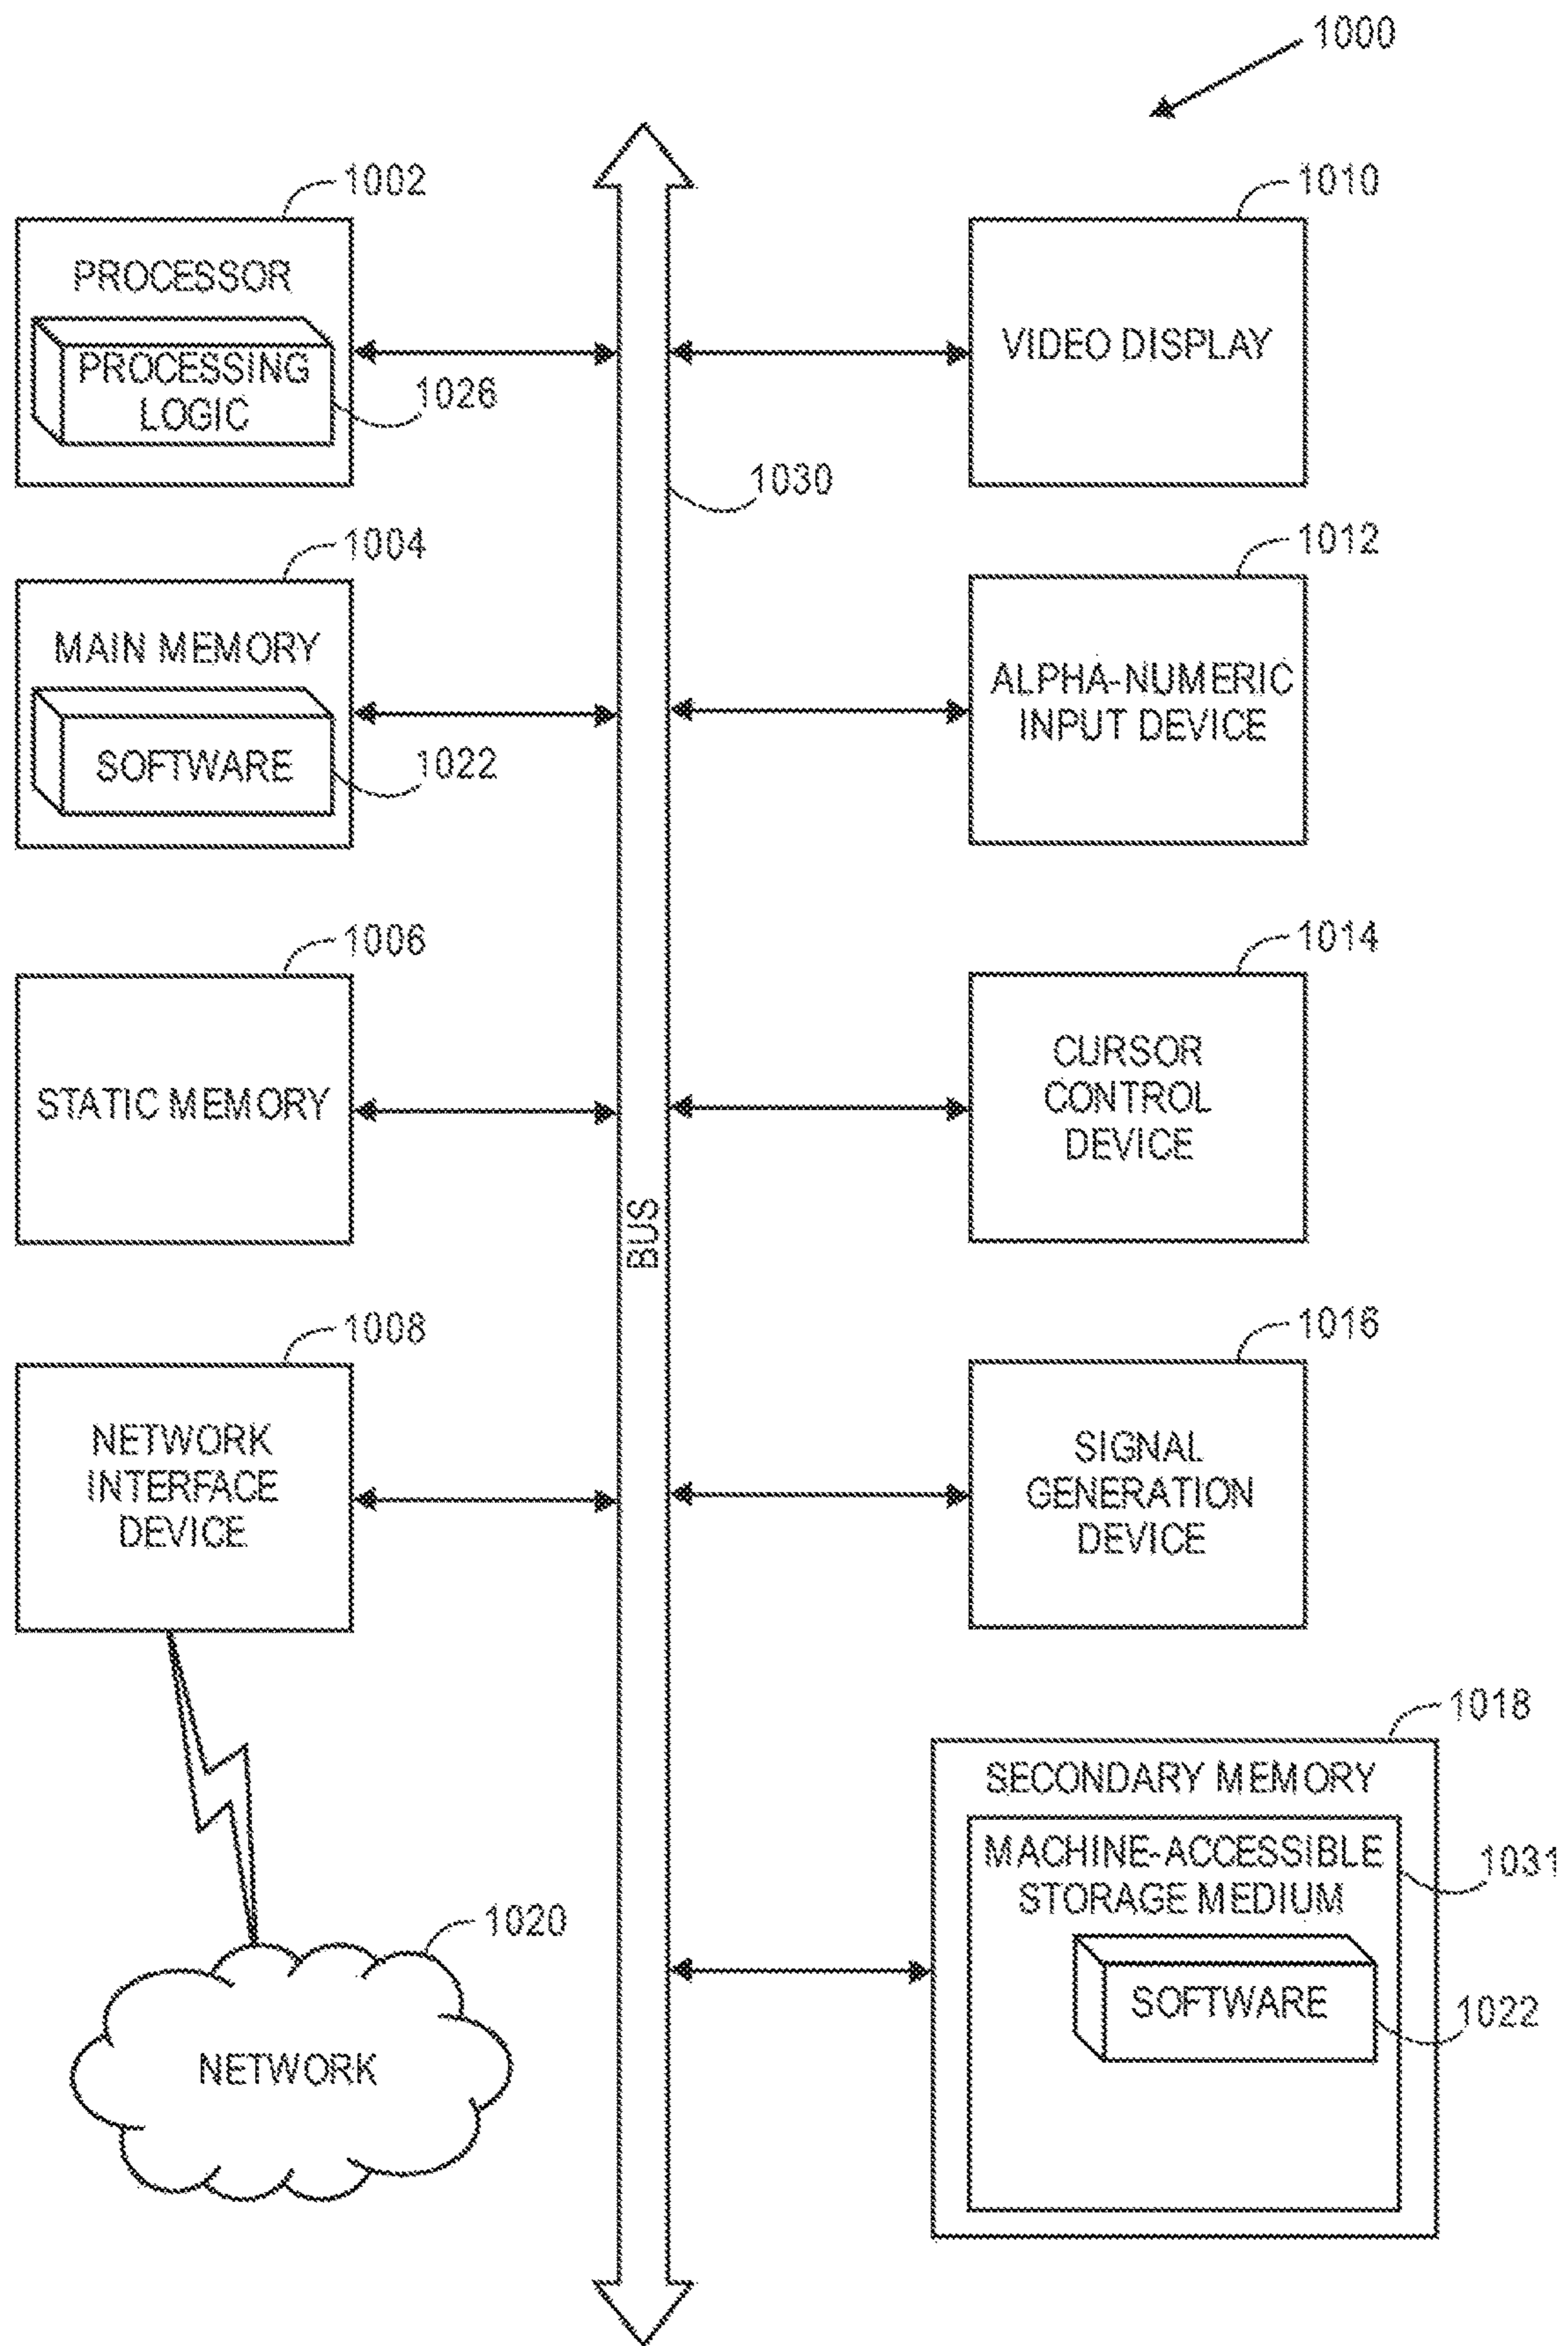 1000
1002
PROCESSOR
PROCESSING
LOGIC
1026
1004
MAIN MEMORY
SOFTWARE
1022
1006
STATIC MEMORY
1008
NETWORK
INTERFACE
DEVICE
1020
NETWORK
1030
BUS
1010
VIDEO DISPLAY
1012
ALPHA-NUMERIC
INPUT DEVICE
1014
CURSOR
CONTROL
DEVICE
1016
SIGNAL
GENERATION
DEVICE
1018
SECONDARY MEMORY
MACHINE-ACCESSIBLE
STORAGE MEDIUM
1031
SOFTWARE
1022